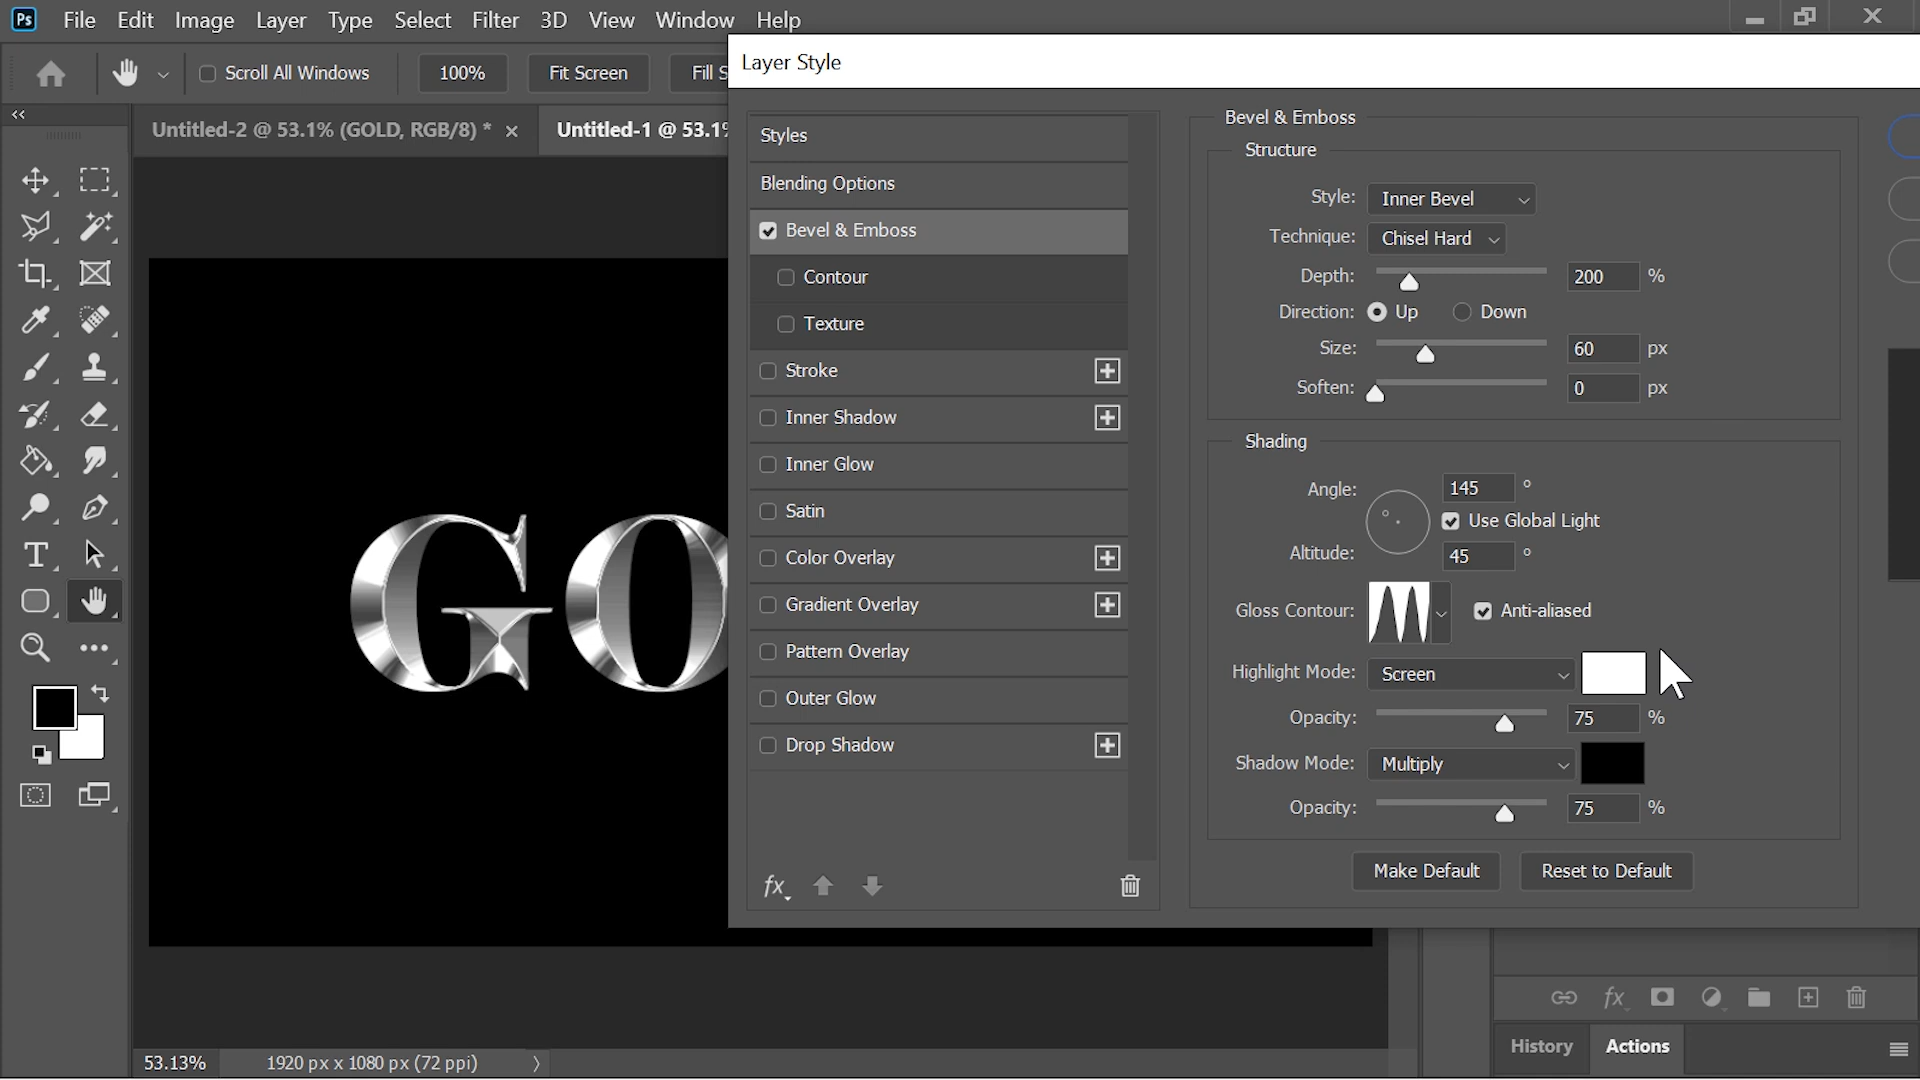 Ps File Edit Image Layer Type Select Filter 3D View Window Help
Scroll All Windows 100% Fit Screen Fill S
Layer Style
Untitled-2 @ 53.1% (GOLD, RGB/8) * Untitled-1 @ 53.1%
Styles
Blending Options
Bevel & Emboss
Contour
Texture
Stroke
Inner Shadow
Inner Glow
Satin
Color Overlay
Gradient Overlay
Pattern Overlay
Outer Glow
Drop Shadow
fx
Bevel & Emboss
Structure
Style: Inner Bevel
Technique: Chisel Hard
Depth: 200 %
Direction: Up Down
Size: 60 px
Soften: 0 px
Shading
Angle: 145 °
Use Global Light
Altitude: 45 °
Gloss Contour: Anti-aliased
Highlight Mode: Screen
Opacity: 75 %
Shadow Mode: Multiply
Opacity: 75 %
Make Default Reset to Default
GO
fx
History Actions
53.13% 1920 px x 1080 px (72 ppi)